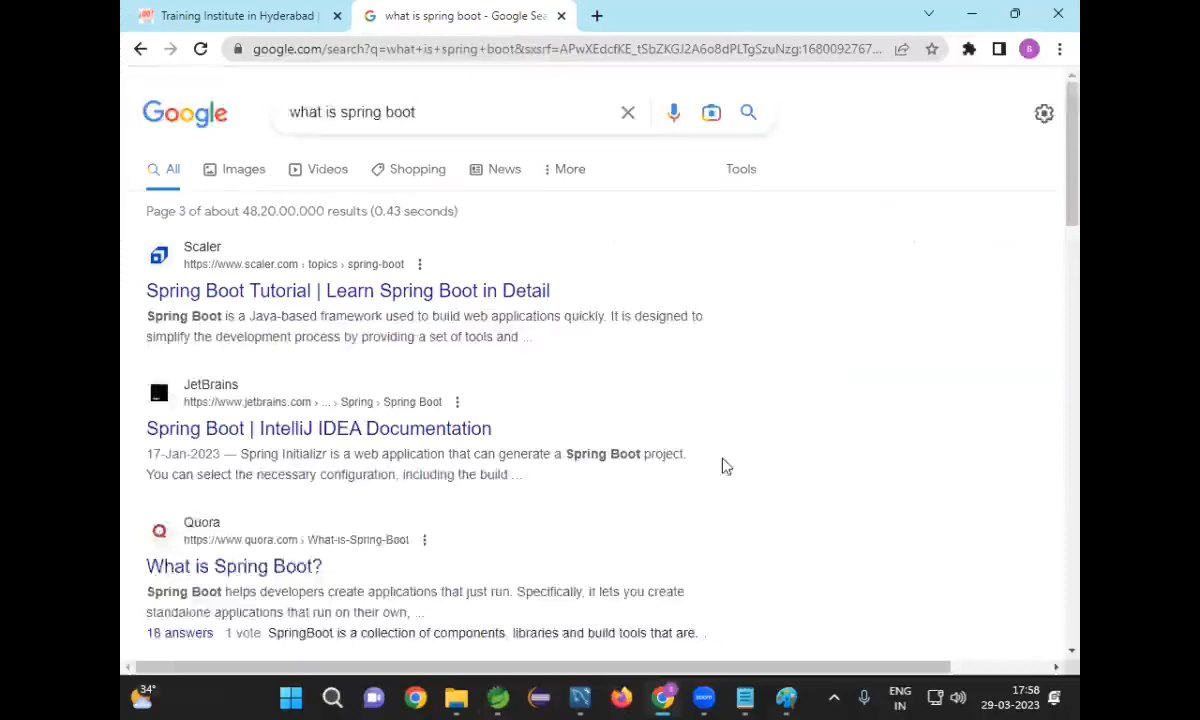 Training Institute in Hyderabad |
what is spring boot - Google Sea
google.com/search?q=what+is+spring+boot&sxsrf=APwXEdcfKE_tSbZKGJ2A6o8dPLTgSzuNzg:1680092767...
Google
what is spring boot
All
Images
Videos
Shopping
News
More
Tools
Page 3 of about 48,20,00,000 results (0.43 seconds)
Scaler
https://www.scaler.com › topics › spring-boot
Spring Boot Tutorial | Learn Spring Boot in Detail
Spring Boot is a Java-based framework used to build web applications quickly. It is designed to
simplify the development process by providing a set of tools and ...
JetBrains
https://www.jetbrains.com › ... › Spring › Spring Boot
Spring Boot | IntelliJ IDEA Documentation
17-Jan-2023 — Spring Initializr is a web application that can generate a Spring Boot project.
You can select the necessary configuration, including the build ...
Quora
https://www.quora.com › What-is-Spring-Boot
What is Spring Boot?
Spring Boot helps developers create applications that just run. Specifically, it lets you create
standalone applications that run on their own, ...
18 answers 1 vote SpringBoot is a collection of components, libraries and build tools that are...
34°
ENG
IN
17:58
29-03-2023